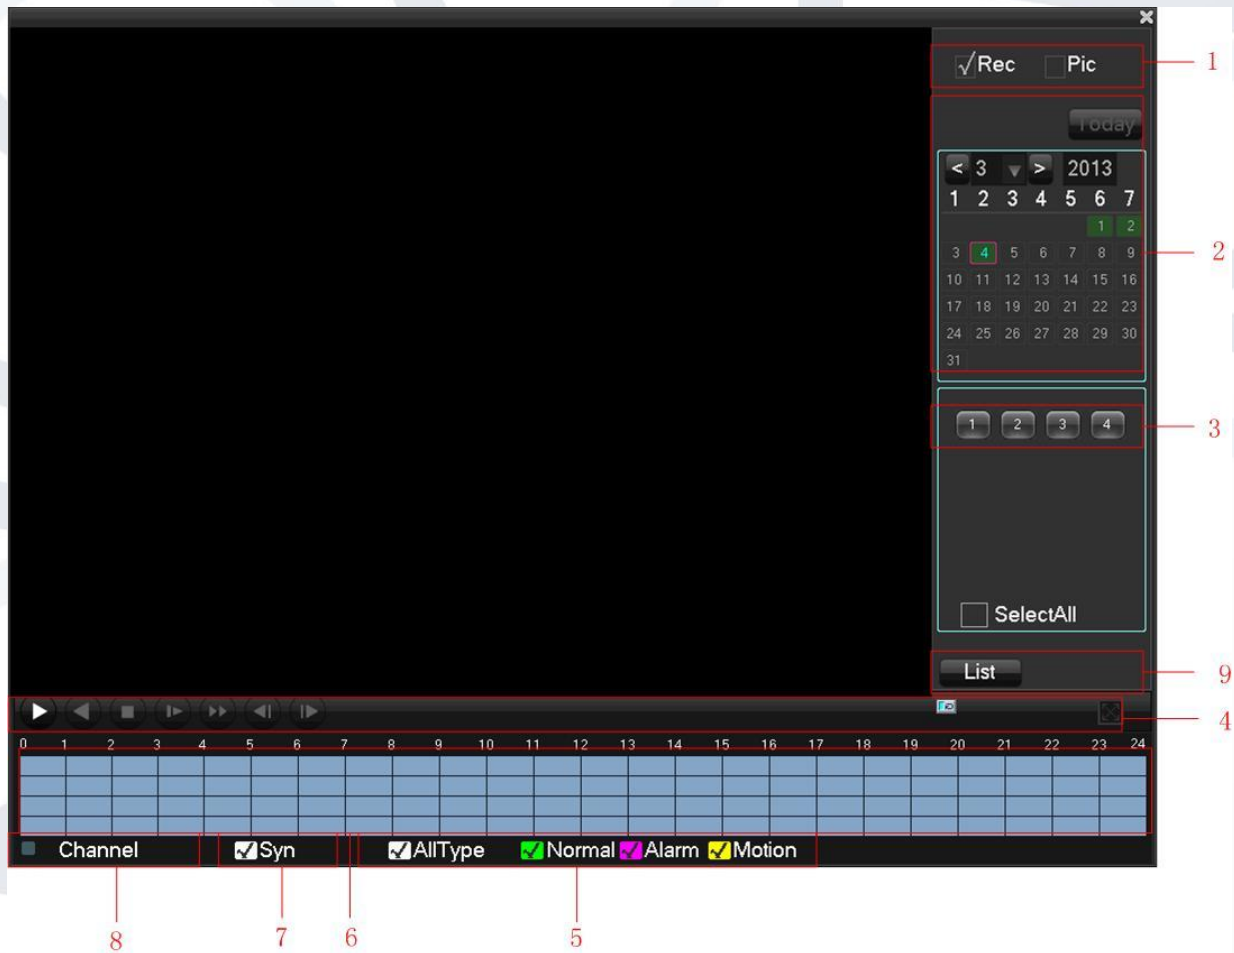 Rec Pic 1
Today
< 3 > 2013
1 2 3 4 5 6 7
1 2
3 4 5 6 7 8 9 2
10 11 12 13 14 15 16
17 18 19 20 21 22 23
24 25 26 27 28 29 30
31
1 2 3 4 3
SelectAll
List 9
4
0 1 2 3 4 5 6 7 8 9 10 11 12 13 14 15 16 17 18 19 20 21 22 23 24
Channel Syn AllType Normal Alarm Motion
8 7 6 5